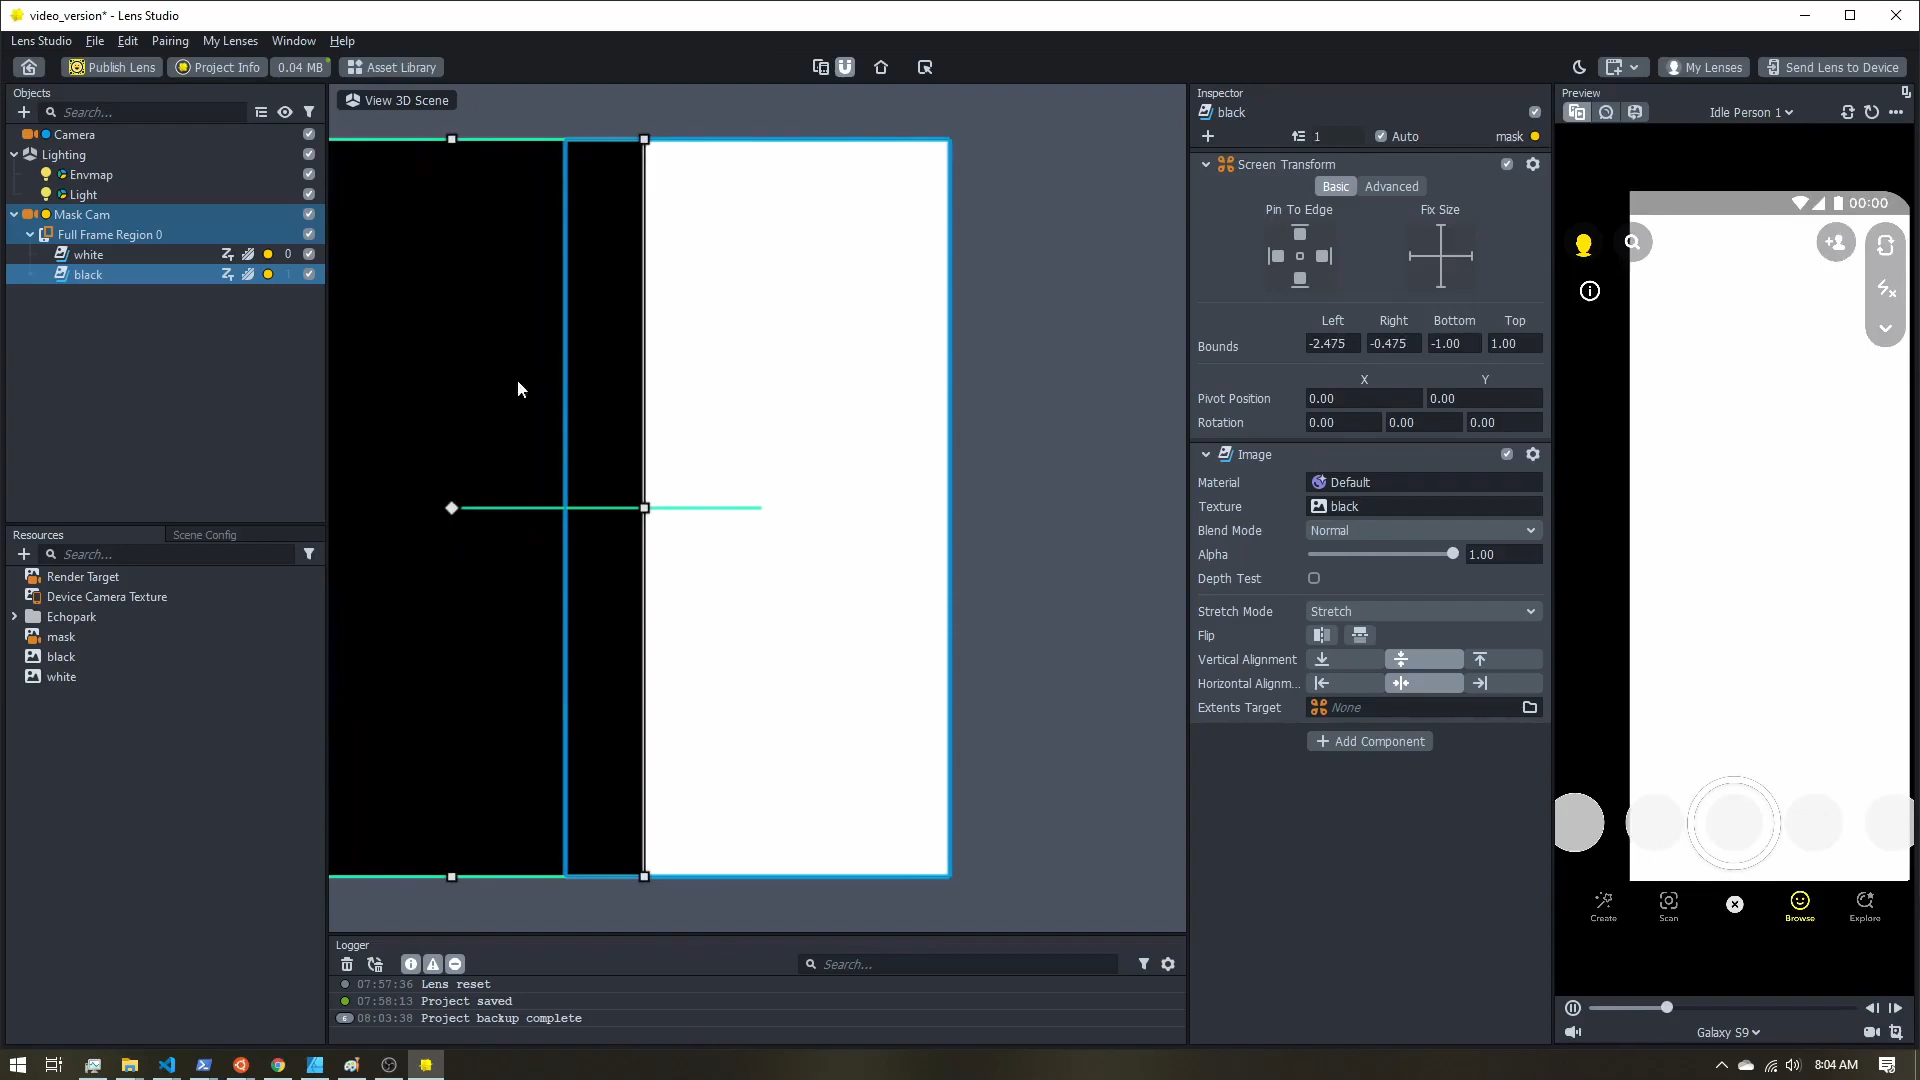 video_version* - Lens Studio
Lens Studio File Edit Pairing My Lenses Window Help
Publish Lens Project Info 0.04 MB Asset Library My Lenses Send Lens to Device
Objects
Search...
Camera
Lighting
Envmap
Light
Mask Cam
Full Frame Region 0
white 0
black 1
Resources Scene Config
Search...
Render Target
Device Camera Texture
Echopark
mask
black
white
View 3D Scene
Logger
Search...
07:57:36 Lens reset
07:58:13 Project saved
6 08:03:38 Project backup complete
Inspector
black
1 Auto mask
Screen Transform
Basic Advanced
Pin To Edge Fix Size
Left Right Bottom Top
Bounds -2.475 -0.475 -1.00 1.00
X Y
Pivot Position 0.00 0.00
Rotation 0.00 0.00 0.00
Image
Material Default
Texture black
Blend Mode Normal
Alpha 1.00
Depth Test
Stretch Mode Stretch
Flip
Vertical Alignment
Horizontal Alignm...
Extents Target None
Add Component
Preview
Idle Person 1
00:00
Create Scan Browse Explore
Galaxy S9
8:04 AM